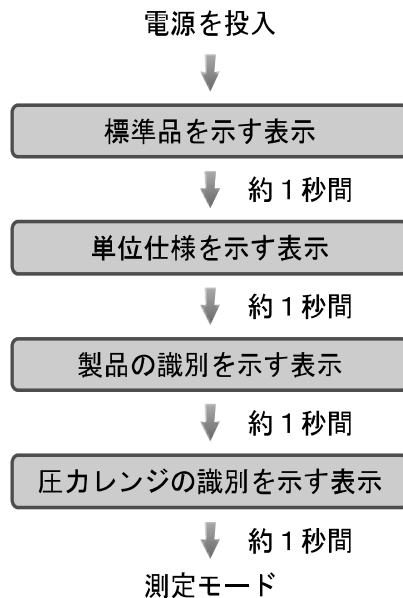 電源を投入
標準品を示す表示
約1秒間
単位仕様を示す表示
約1秒間
製品の識別を示す表示
約1秒間
圧力レンジの識別を示す表示
約1秒間
測定モード